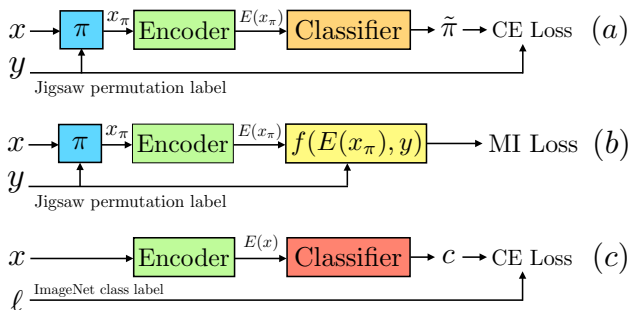 x π x_π Encoder E(x_π) Classifier π̃ CE Loss (a)
y
Jigsaw permutation label
x π x_π Encoder E(x_π) f(E(x_π), y) MI Loss (b)
y
Jigsaw permutation label
x Encoder E(x) Classifier c CE Loss (c)
ℓ ImageNet class label